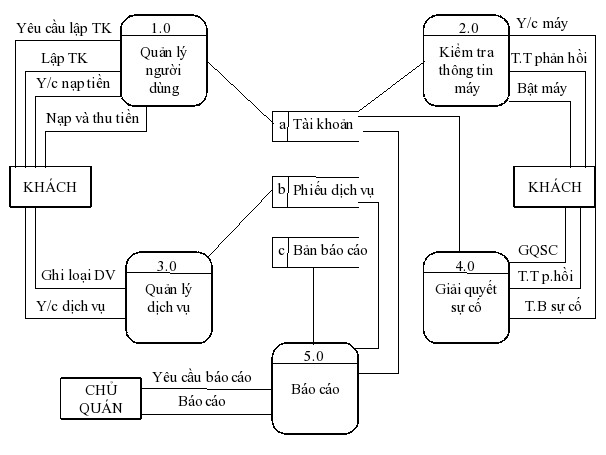 Yêu cầu lập TK
1.0
2.0
Y/c máy
Lập TK
Quản lý
người
dùng
Kiểm tra
thông tin
máy
T.T phản hồi
Y/c nạp tiền
Bật máy
Nạp và thu tiền
a Tài khoản
KHÁCH
b Phiếu dịch vụ
KHÁCH
c Bản báo cáo
GQSC
3.0
4.0
Ghi loại DV
Quản lý
dịch vụ
Giải quyết
sự cố
T.T p.hồi
Y/c dịch vụ
T.B sự cố
5.0
Yêu cầu báo cáo
Báo cáo
CHỦ
QUÁN
Báo cáo